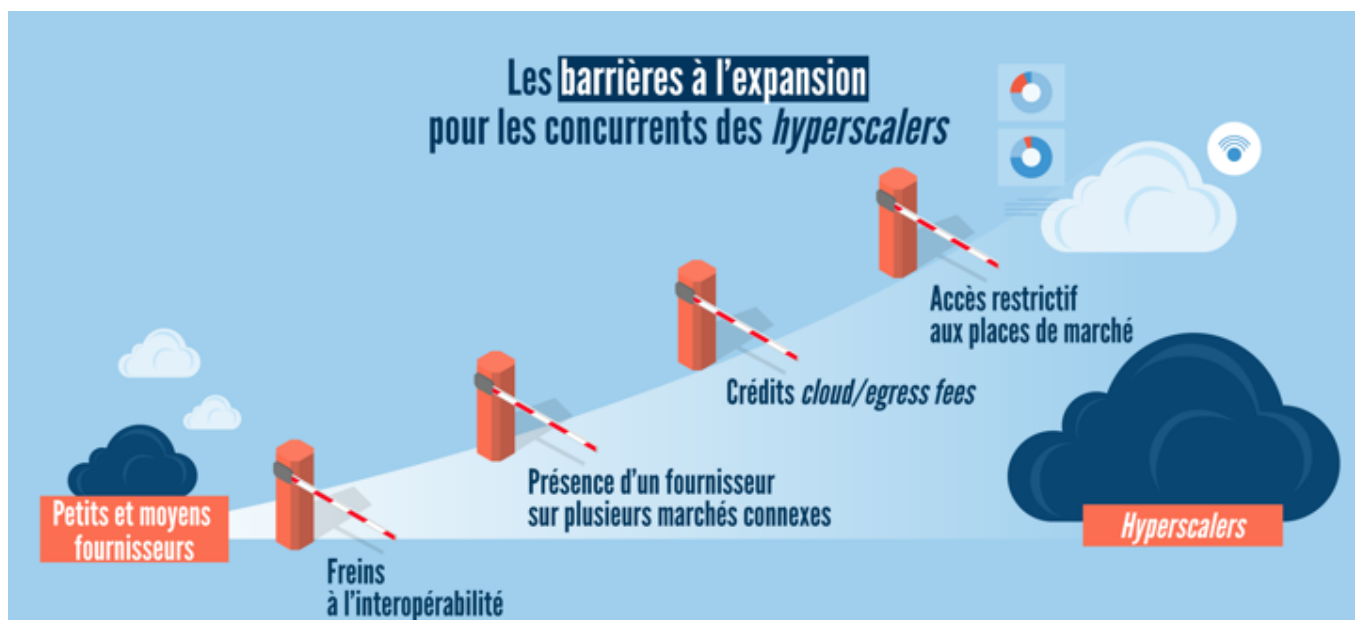 Les barrières à l'expansion
pour les concurrents des hyperscalers
Accès restrictif
aux places de marché
Crédits cloud/egress fees
Présence d'un fournisseur
sur plusieurs marchés connexes
Freins
à l'interopérabilité
Petits et moyens
fournisseurs
Hyperscalers